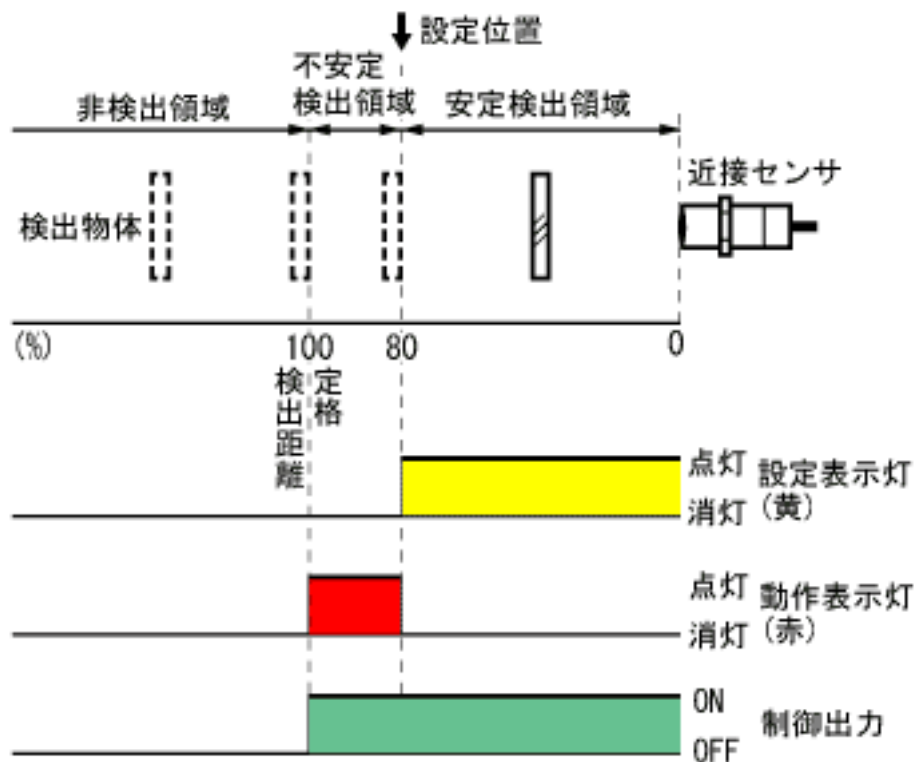 設定位置
不安定
検出領域
非検出領域
安定検出領域
近接センサ
検出物体
(%)
100
80
0
定格
検出距離
点灯
消灯
設定表示灯
(黄)
点灯
消灯
動作表示灯
(赤)
ON
OFF
制御出力